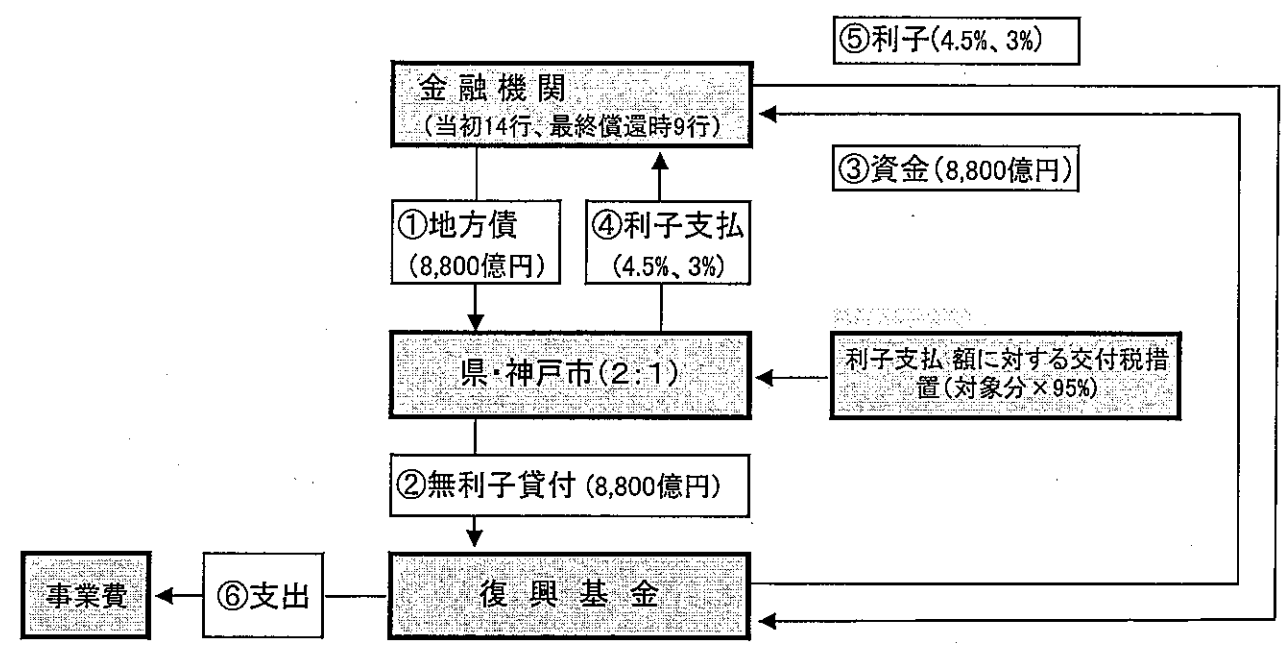 ⑤利子(4.5%、3%)
金融機関
(当初14行、最終償還時9行)
③資金(8,800億円)
①地方債
(8,800億円)
④利子支払
(4.5%、3%)
県・神戸市(2:1)
利子支払 額に対する交付税措
置(対象分×95%)
②無利子貸付(8,800億円)
事業費
⑥支出
復興基金